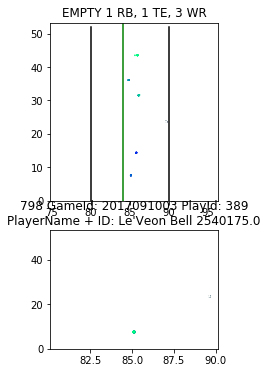 EMPTY 1 RB, 1 TE, 3 WR
50
40
30
20
10
0
75 80 85 90 95
798 GameId: 2017091003 PlayId: 389
PlayerName + ID: Le'Veon Bell 2540175.0
40
20
0
82.5 85.0 87.5 90.0